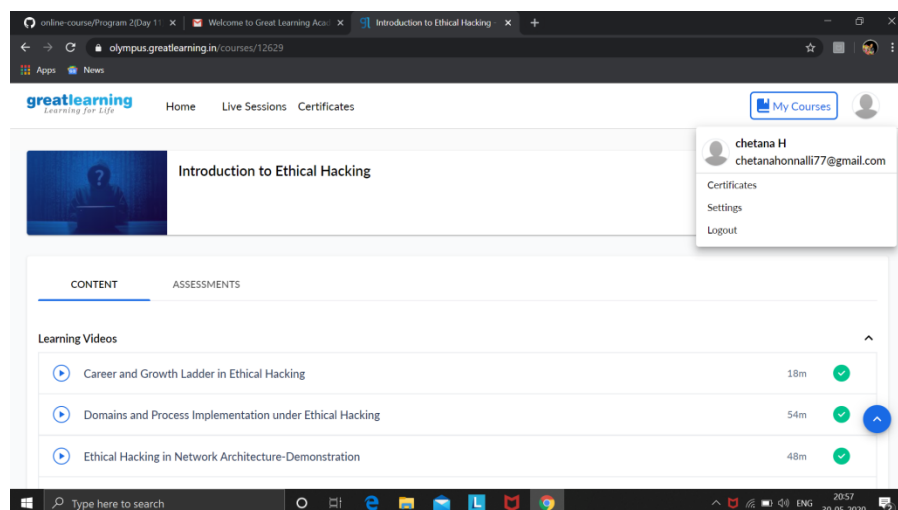 online-course/Program 2(Day 11
Welcome to Great Learning Acad
Introduction to Ethical Hacking -
olympus.greatlearning.in/courses/12629
Apps News
greatlearning
Learning for Life
Home Live Sessions Certificates
My Courses
chetana H
chetanahonnalli77@gmail.com
Certificates
Settings
Logout
Introduction to Ethical Hacking
CONTENT ASSESSMENTS
Learning Videos
Career and Growth Ladder in Ethical Hacking 18m
Domains and Process Implementation under Ethical Hacking 54m
Ethical Hacking in Network Architecture-Demonstration 48m
Type here to search
L
ENG
20:57